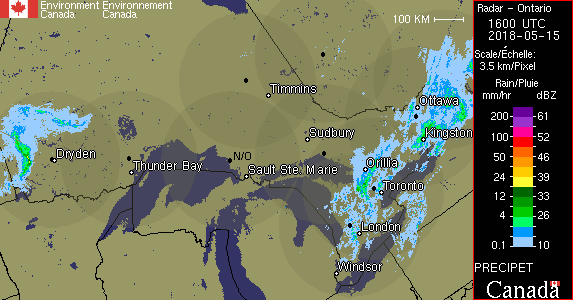 Environment Environnement
Canada Canada
100 KM
Radar - Ontario
1600 UTC
2018-05-15
Scale/Échelle:
3.5 km/Pixel
Rain/Pluie
mm/hr dBZ
200 61
100 52
50 46
24 39
12 33
4 26
0.1 10
PRECIPET
Canada
Timmins
Ottawa
Sudbury
Kingston
Dryden
Thunder Bay
N/O
Sault Ste. Marie
Orillia
Toronto
London
Windsor